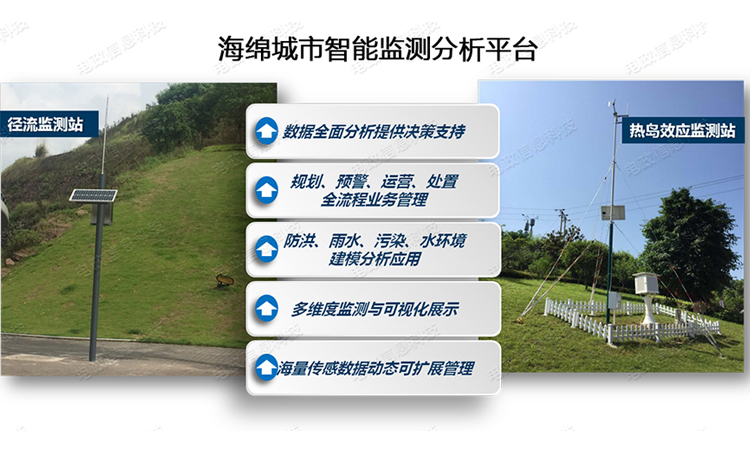 海绵城市智能监测分析平台
径流监测站
热岛效应监测站
数据全面分析提供决策支持
规划、预警、运营、处置
全流程业务管理
防洪、雨水、污染、水环境
建模分析应用
多维度监测与可视化展示
海量传感数据动态可扩展管理